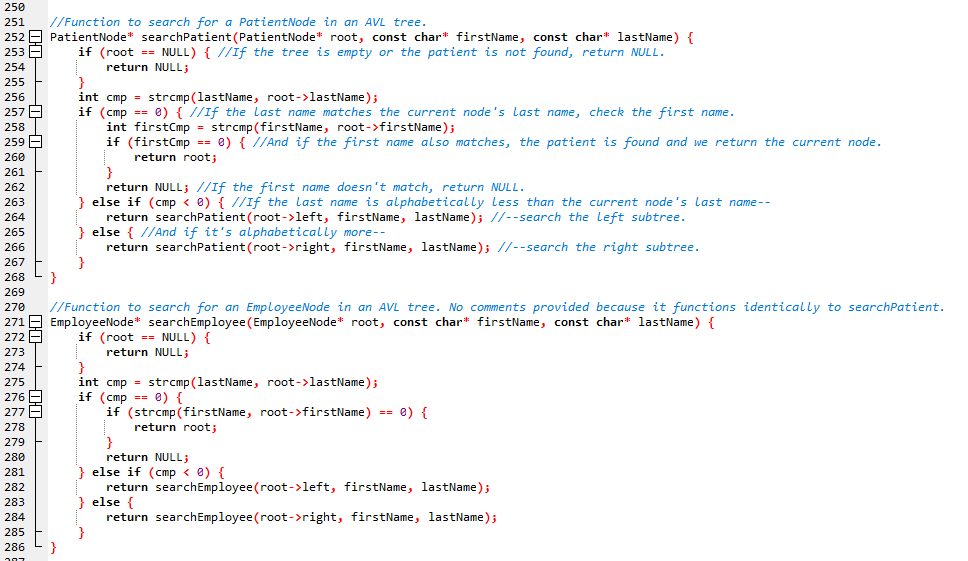 250
251 //Function to search for a PatientNode in an AVL tree.
252 PatientNode* searchPatient(PatientNode* root, const char* firstName, const char* lastName) {
253     if (root == NULL) { //If the tree is empty or the patient is not found, return NULL.
254         return NULL;
255     }
256     int cmp = strcmp(lastName, root->lastName);
257     if (cmp == 0) { //If the last name matches the current node's last name, check the first name.
258         int firstCmp = strcmp(firstName, root->firstName);
259         if (firstCmp == 0) { //And if the first name also matches, the patient is found and we return the current node.
260             return root;
261         }
262         return NULL; //If the first name doesn't match, return NULL.
263     } else if (cmp < 0) { //If the last name is alphabetically less than the current node's last name--
264         return searchPatient(root->left, firstName, lastName); //--search the left subtree.
265     } else { //And if it's alphabetically more--
266         return searchPatient(root->right, firstName, lastName); //--search the right subtree.
267     }
268 }
269
270 //Function to search for an EmployeeNode in an AVL tree. No comments provided because it functions identically to searchPatient.
271 EmployeeNode* searchEmployee(EmployeeNode* root, const char* firstName, const char* lastName) {
272     if (root == NULL) {
273         return NULL;
274     }
275     int cmp = strcmp(lastName, root->lastName);
276     if (cmp == 0) {
277         if (strcmp(firstName, root->firstName) == 0) {
278             return root;
279         }
280         return NULL;
281     } else if (cmp < 0) {
282         return searchEmployee(root->left, firstName, lastName);
283     } else {
284         return searchEmployee(root->right, firstName, lastName);
285     }
286 }